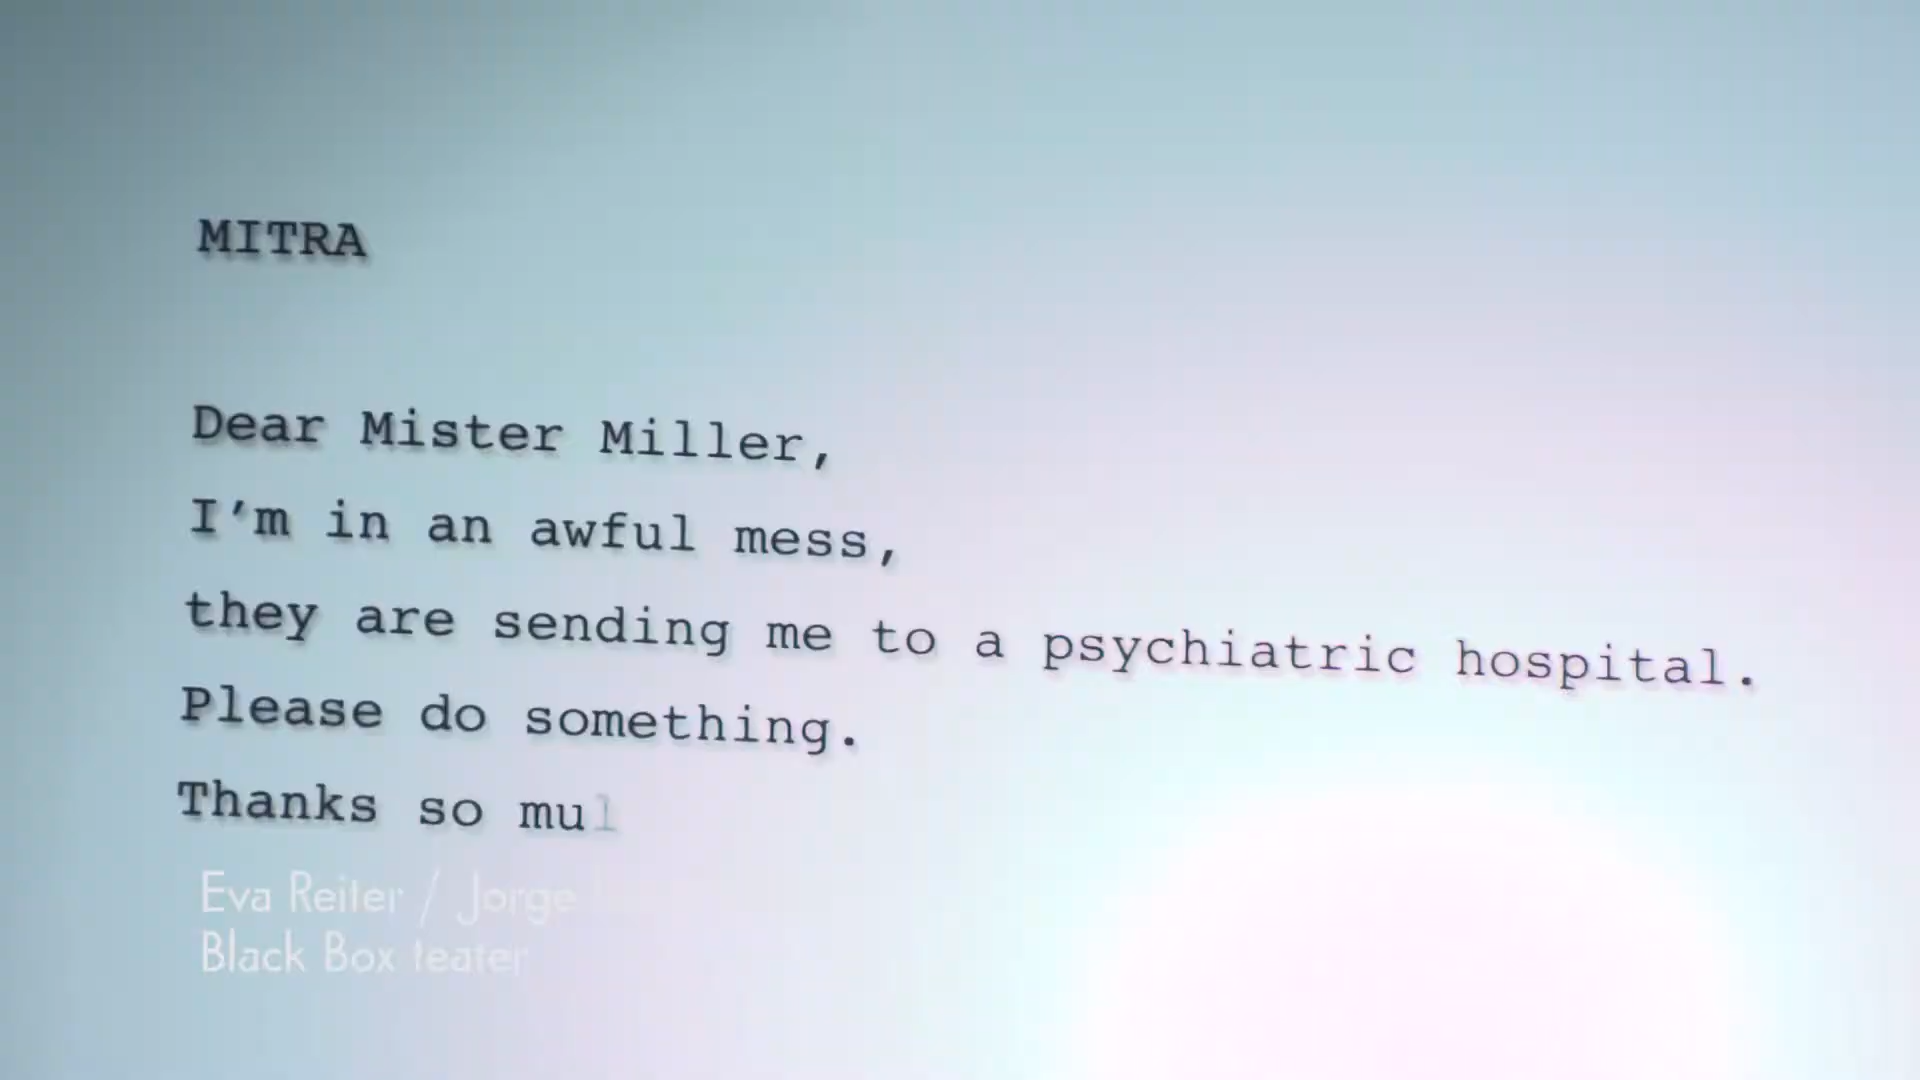 MITRA
Dear Mister Miller,
I’m in an awful mess,
they are sending me to a psychiatric hospital.
Please do something.
Thanks so mul
Eva Reiter / Jorge
Black Box teater